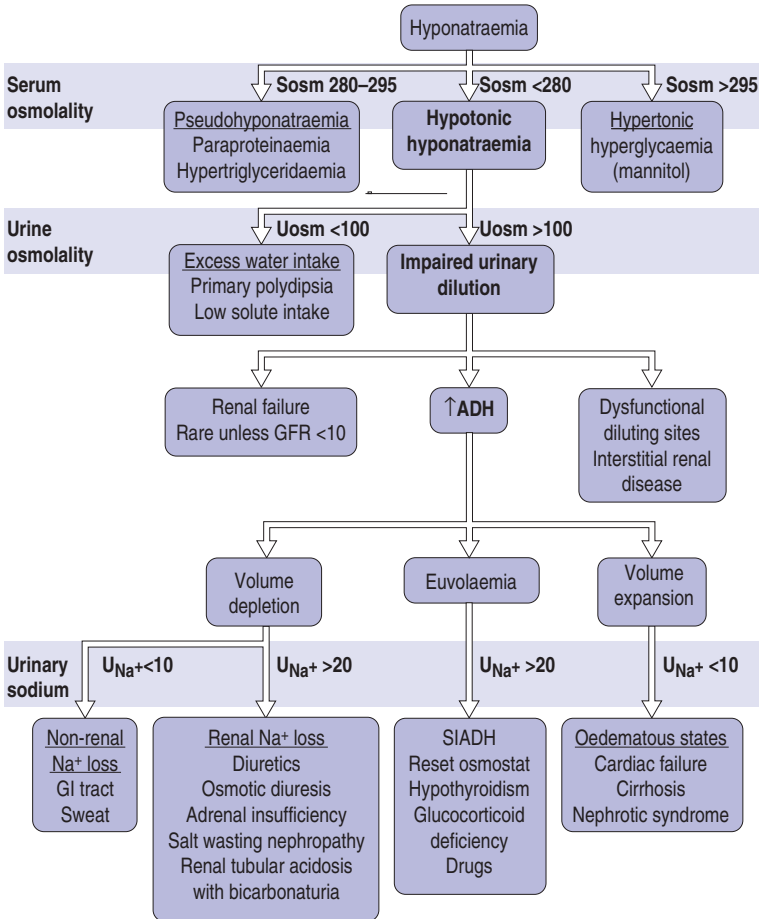 Hyponatraemia
Serum
osmolality
Sosm 280–295
Sosm <280
Sosm >295
Pseudohyponatraemia
Paraproteinaemia
Hypertriglyceridaemia
Hypotonic
hyponatraemia
Hypertonic
hyperglycaemia
(mannitol)
Urine
osmolality
Uosm <100
Uosm >100
Excess water intake
Primary polydipsia
Low solute intake
Impaired urinary
dilution
Renal failure
Rare unless GFR <10
↑ADH
Dysfunctional
diluting sites
Interstitial renal
disease
Volume
depletion
Euvolaemia
Volume
expansion
Urinary
sodium
UNa+<10
UNa+ >20
UNa+ >20
UNa+ <10
Non-renal
Na+ loss
GI tract
Sweat
Renal Na+ loss
Diuretics
Osmotic diuresis
Adrenal insufficiency
Salt wasting nephropathy
Renal tubular acidosis
with bicarbonaturia
SIADH
Reset osmostat
Hypothyroidism
Glucocorticoid
deficiency
Drugs
Oedematous states
Cardiac failure
Cirrhosis
Nephrotic syndrome